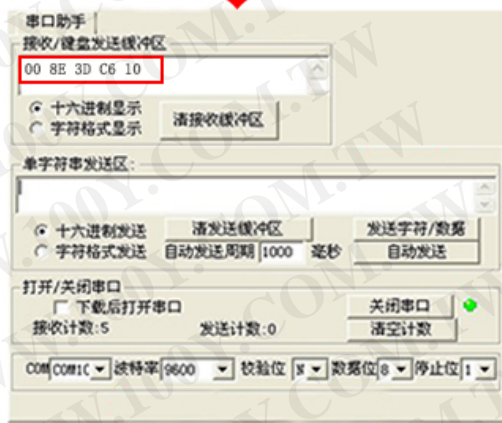 串口助手
接收/键盘发送缓冲区
00 8E 3D C6 10
十六进制显示
字符格式显示
清接收缓冲区
单字符串发送区:
十六进制发送 清发送缓冲区 发送字符/数据
字符格式发送 自动发送周期 1000 毫秒 自动发送
打开/关闭串口
下载后打开串口 关闭串口
接收计数:5 发送计数:0 清空计数
COM COM1C 波特率 9600 校验位 N 数据位 8 停止位 1
WWW.100Y.COM.TW